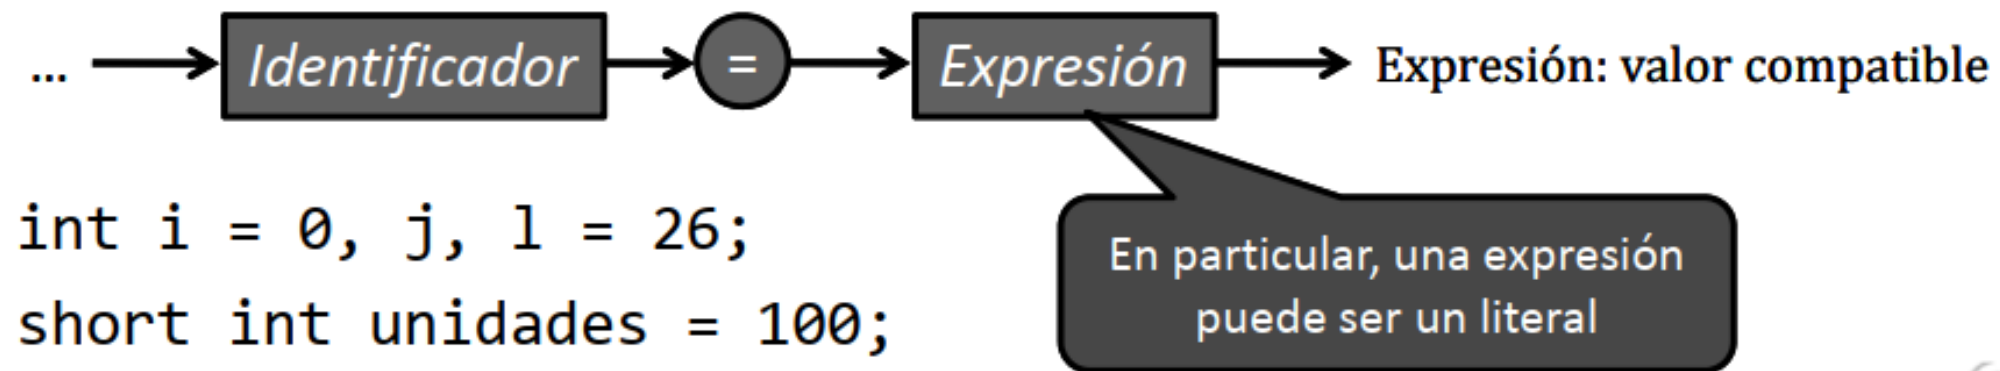 ... Identificador = Expresión Expresión: valor compatible
int i = 0, j, l = 26;
short int unidades = 100;
En particular, una expresión
puede ser un literal